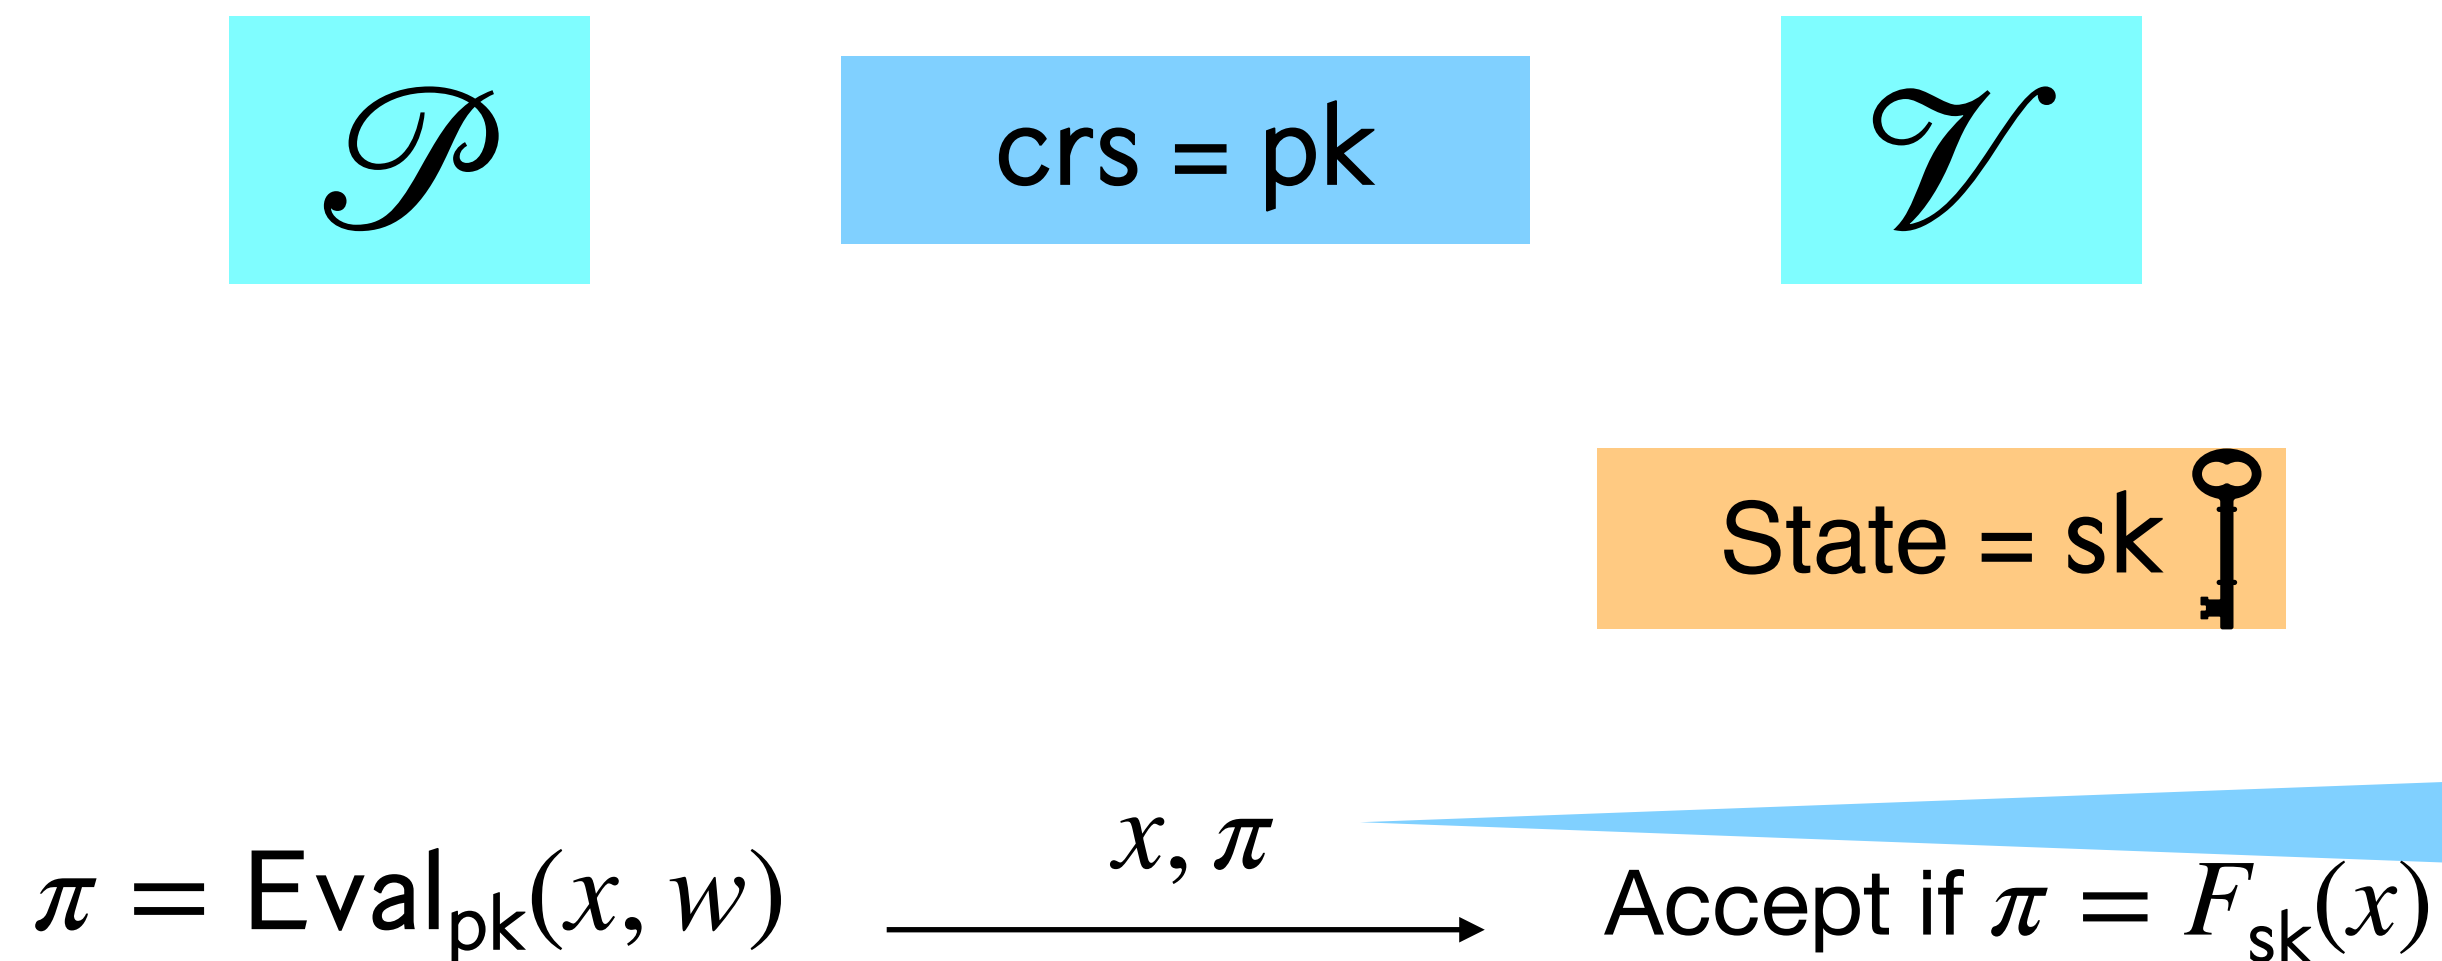 𝒫
crs = pk
𝒱
State = sk
x, π
π = Eval_pk(x, w)
Accept if π = F_sk(x)